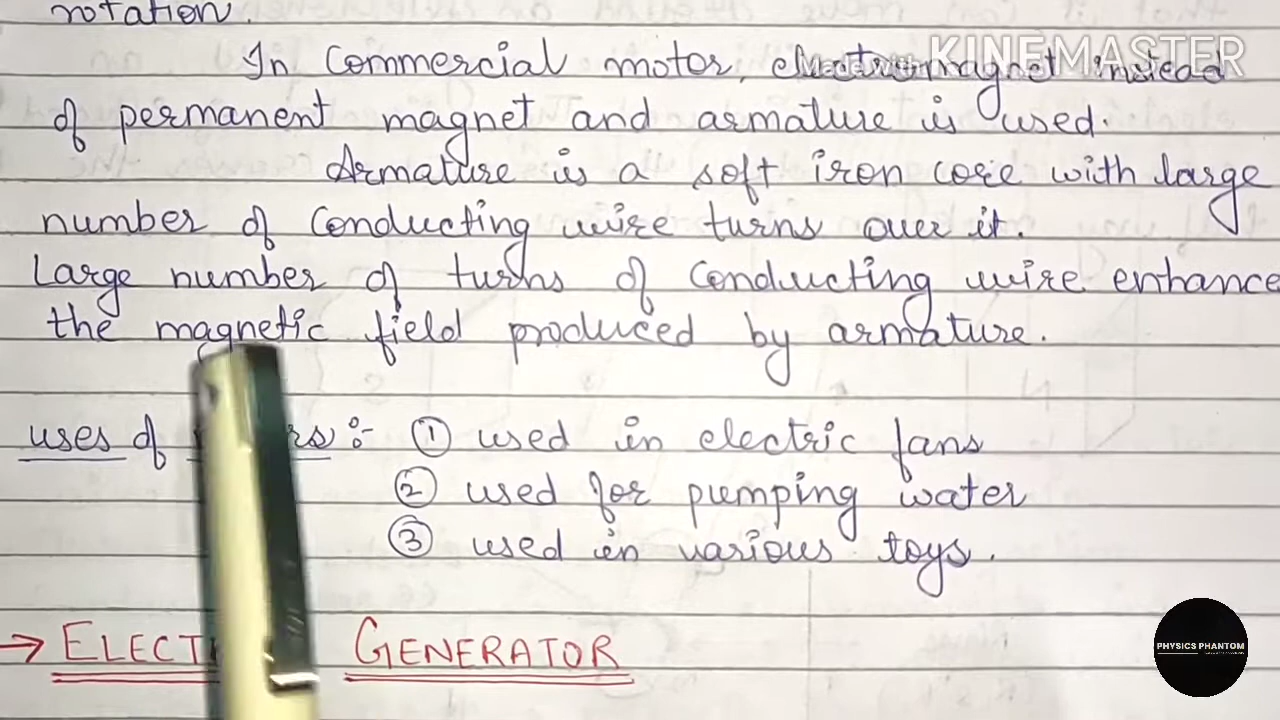 rotation.
In Commercial motor, electromagnet instead
Made with KINEMASTER
of permanent magnet and armature is used.
Armature is a soft iron core with large
number of Conducting wire turns over it.
Large number of turns of Conducting wire enhance
the magnetic field produced by armature.
uses of :- ① used in electric fans
② used for pumping water
③ used in various toys.
→ GENERATOR
PHYSICS PHANTOM